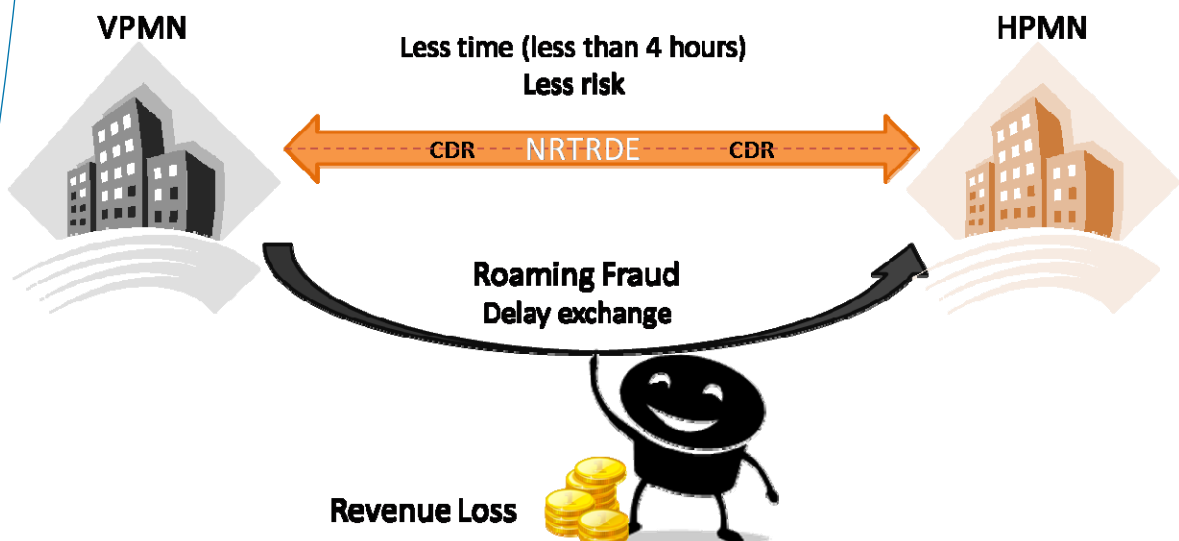 VPMN
HPMN
Less time (less than 4 hours)
Less risk
CDR NRTRDE CDR
Roaming Fraud
Delay exchange
Revenue Loss